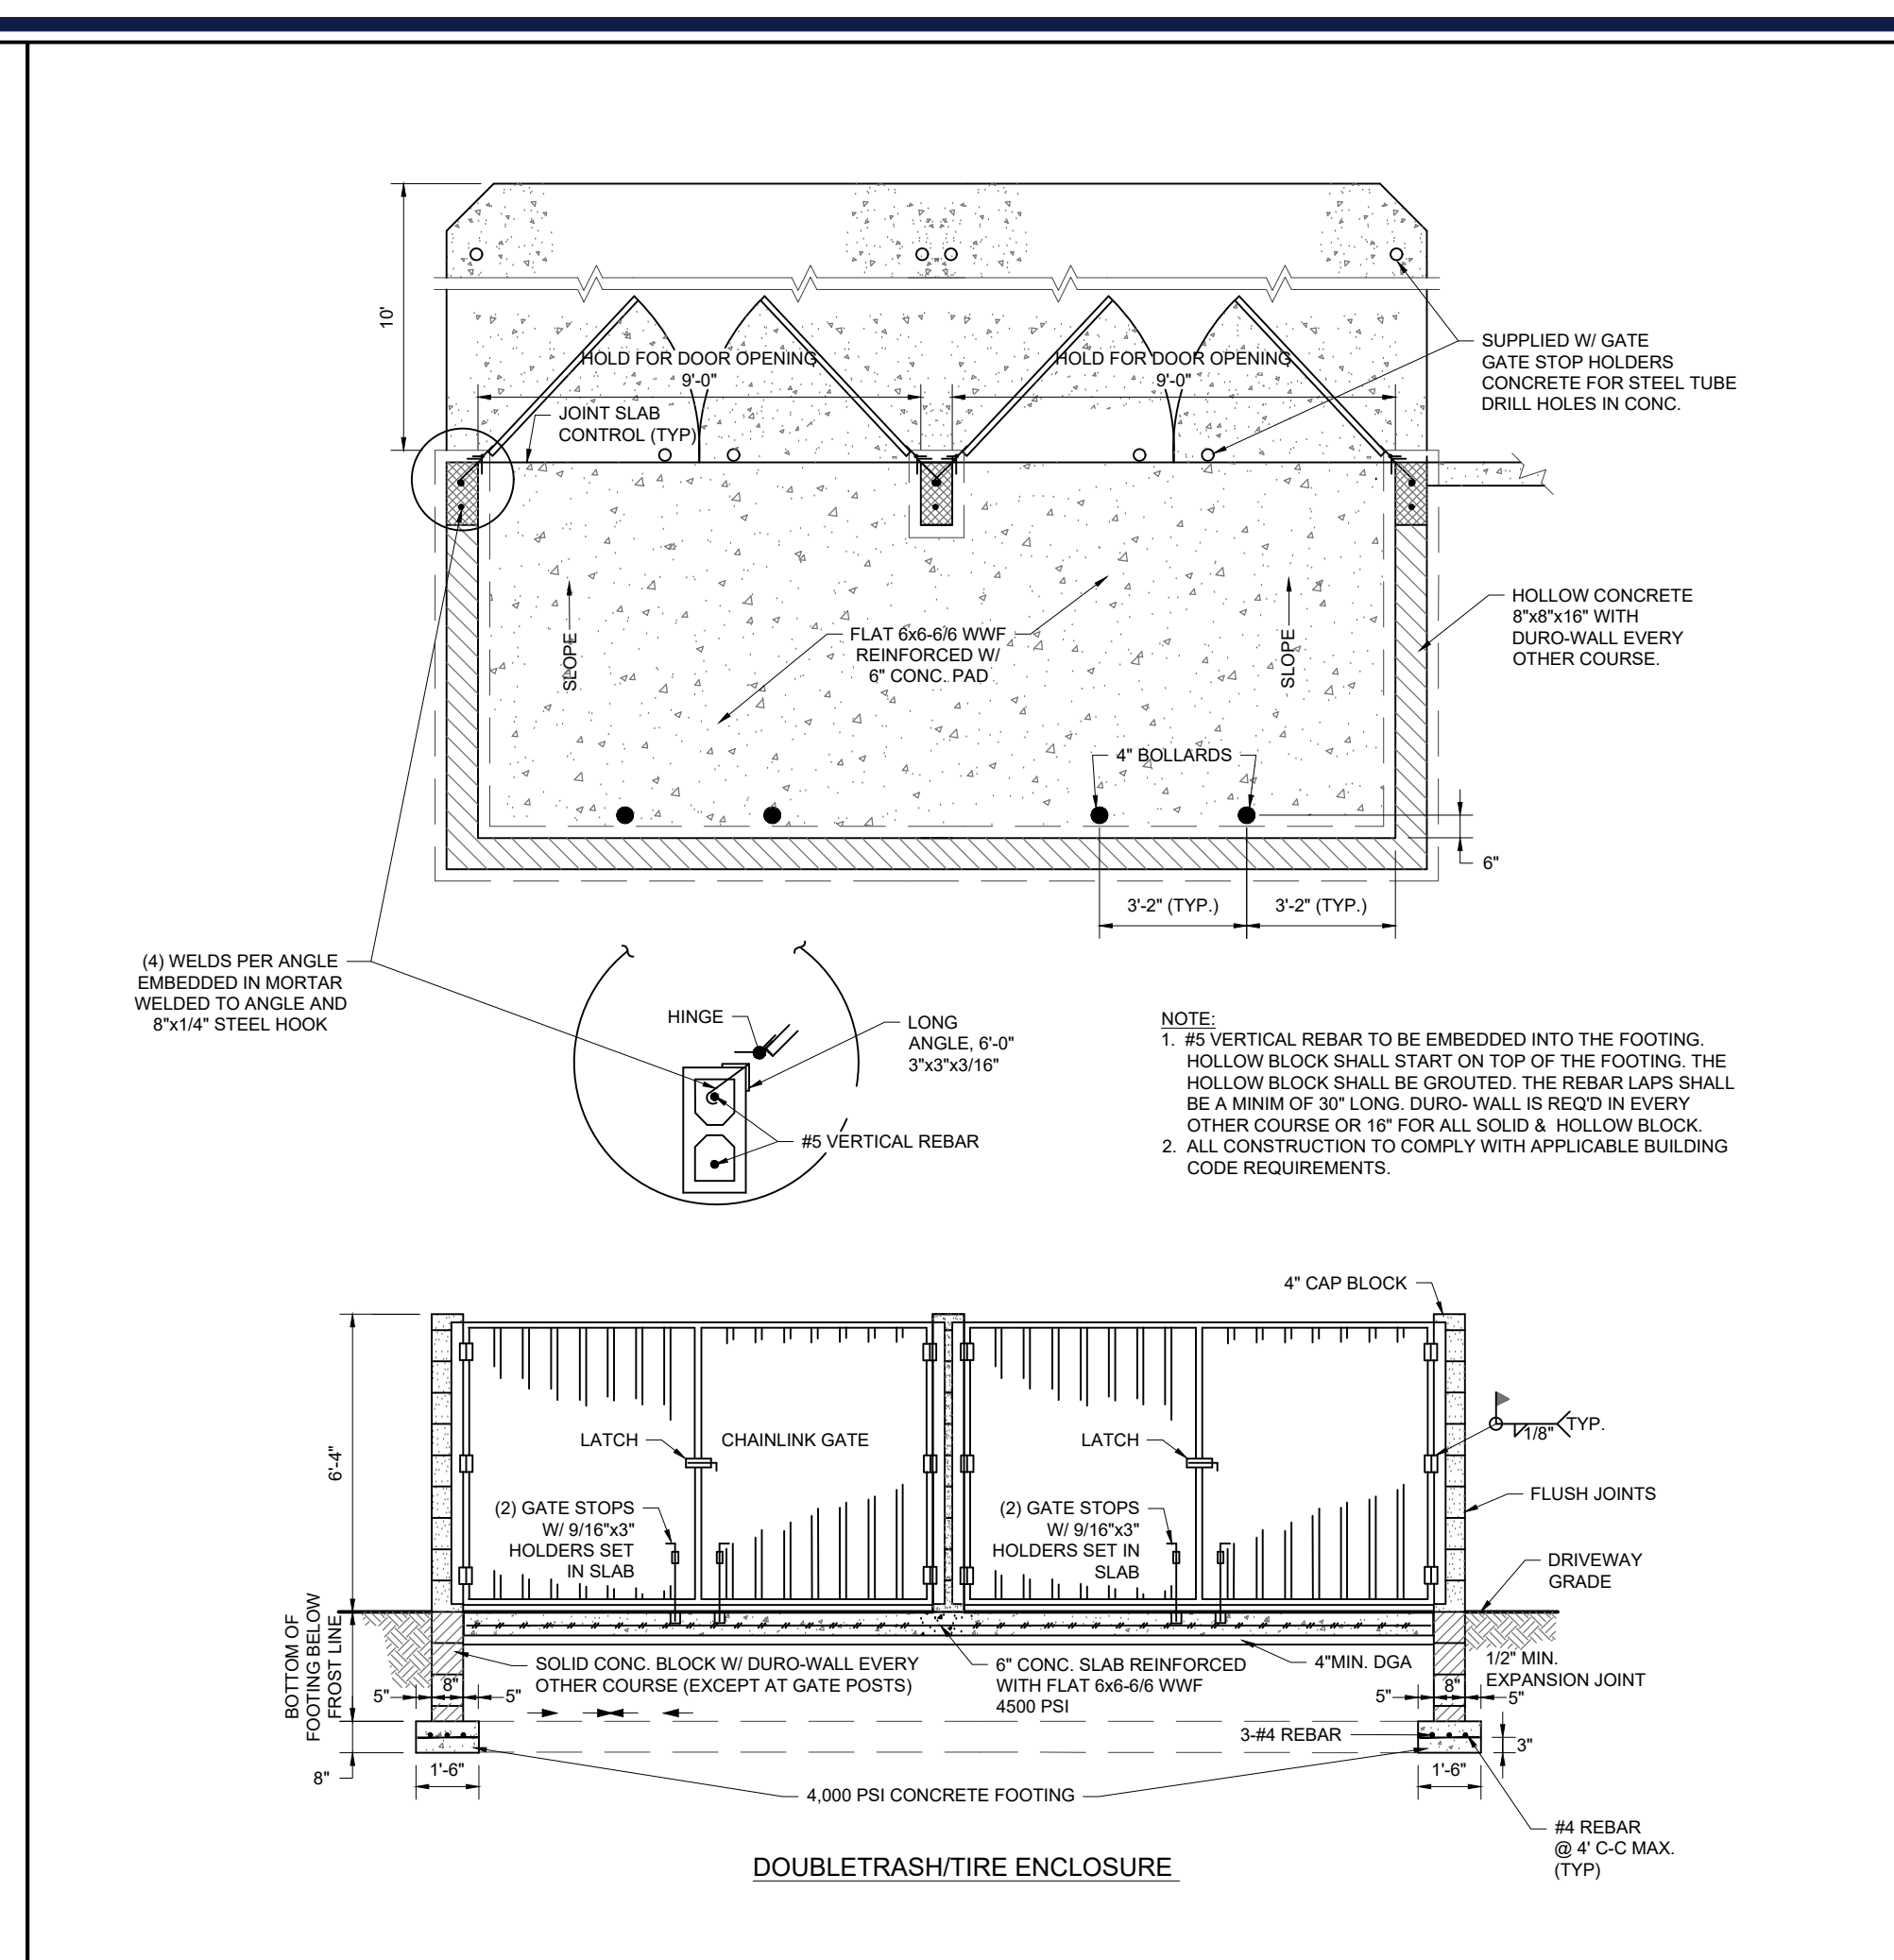 10'
HOLD FOR DOOR OPENING
9'-0"
HOLD FOR DOOR OPENING
9'-0"
JOINT SLAB
CONTROL (TYP)
SUPPLIED W/ GATE
GATE STOP HOLDERS
CONCRETE FOR STEEL TUBE
DRILL HOLES IN CONC.
SLOPE
FLAT 6x6-6/6 WWF
REINFORCED W/
6" CONC. PAD
SLOPE
HOLLOW CONCRETE
8"x8"x16" WITH
DURO-WALL EVERY
OTHER COURSE.
4" BOLLARDS
6"
3'-2" (TYP.)
3'-2" (TYP.)
(4) WELDS PER ANGLE
EMBEDDED IN MORTAR
WELDED TO ANGLE AND
8"x1/4" STEEL HOOK
HINGE
LONG
ANGLE, 6'-0"
3"x3"x3/16"
#5 VERTICAL REBAR
NOTE:
1. #5 VERTICAL REBAR TO BE EMBEDDED INTO THE FOOTING.
HOLLOW BLOCK SHALL START ON TOP OF THE FOOTING. THE
HOLLOW BLOCK SHALL BE GROUTED. THE REBAR LAPS SHALL
BE A MINIM OF 30" LONG. DURO- WALL IS REQ'D IN EVERY
OTHER COURSE OR 16" FOR ALL SOLID & HOLLOW BLOCK.
2. ALL CONSTRUCTION TO COMPLY WITH APPLICABLE BUILDING
CODE REQUIREMENTS.
4" CAP BLOCK
6'-4"
LATCH
CHAINLINK GATE
LATCH
1/8"
TYP.
(2) GATE STOPS
W/ 9/16"x3"
HOLDERS SET
IN SLAB
(2) GATE STOPS
W/ 9/16"x3"
HOLDERS SET IN
SLAB
FLUSH JOINTS
DRIVEWAY
GRADE
BOTTOM OF
FOOTING BELOW
FROST LINE
SOLID CONC. BLOCK W/ DURO-WALL EVERY
OTHER COURSE (EXCEPT AT GATE POSTS)
6" CONC. SLAB REINFORCED
WITH FLAT 6x6-6/6 WWF
4500 PSI
4"MIN. DGA
1/2" MIN.
EXPANSION JOINT
5"
8"
5"
5"
8"
5"
3-#4 REBAR
3"
8"
1'-6"
1'-6"
4,000 PSI CONCRETE FOOTING
#4 REBAR
@ 4' C-C MAX.
(TYP)
DOUBLETRASH/TIRE ENCLOSURE